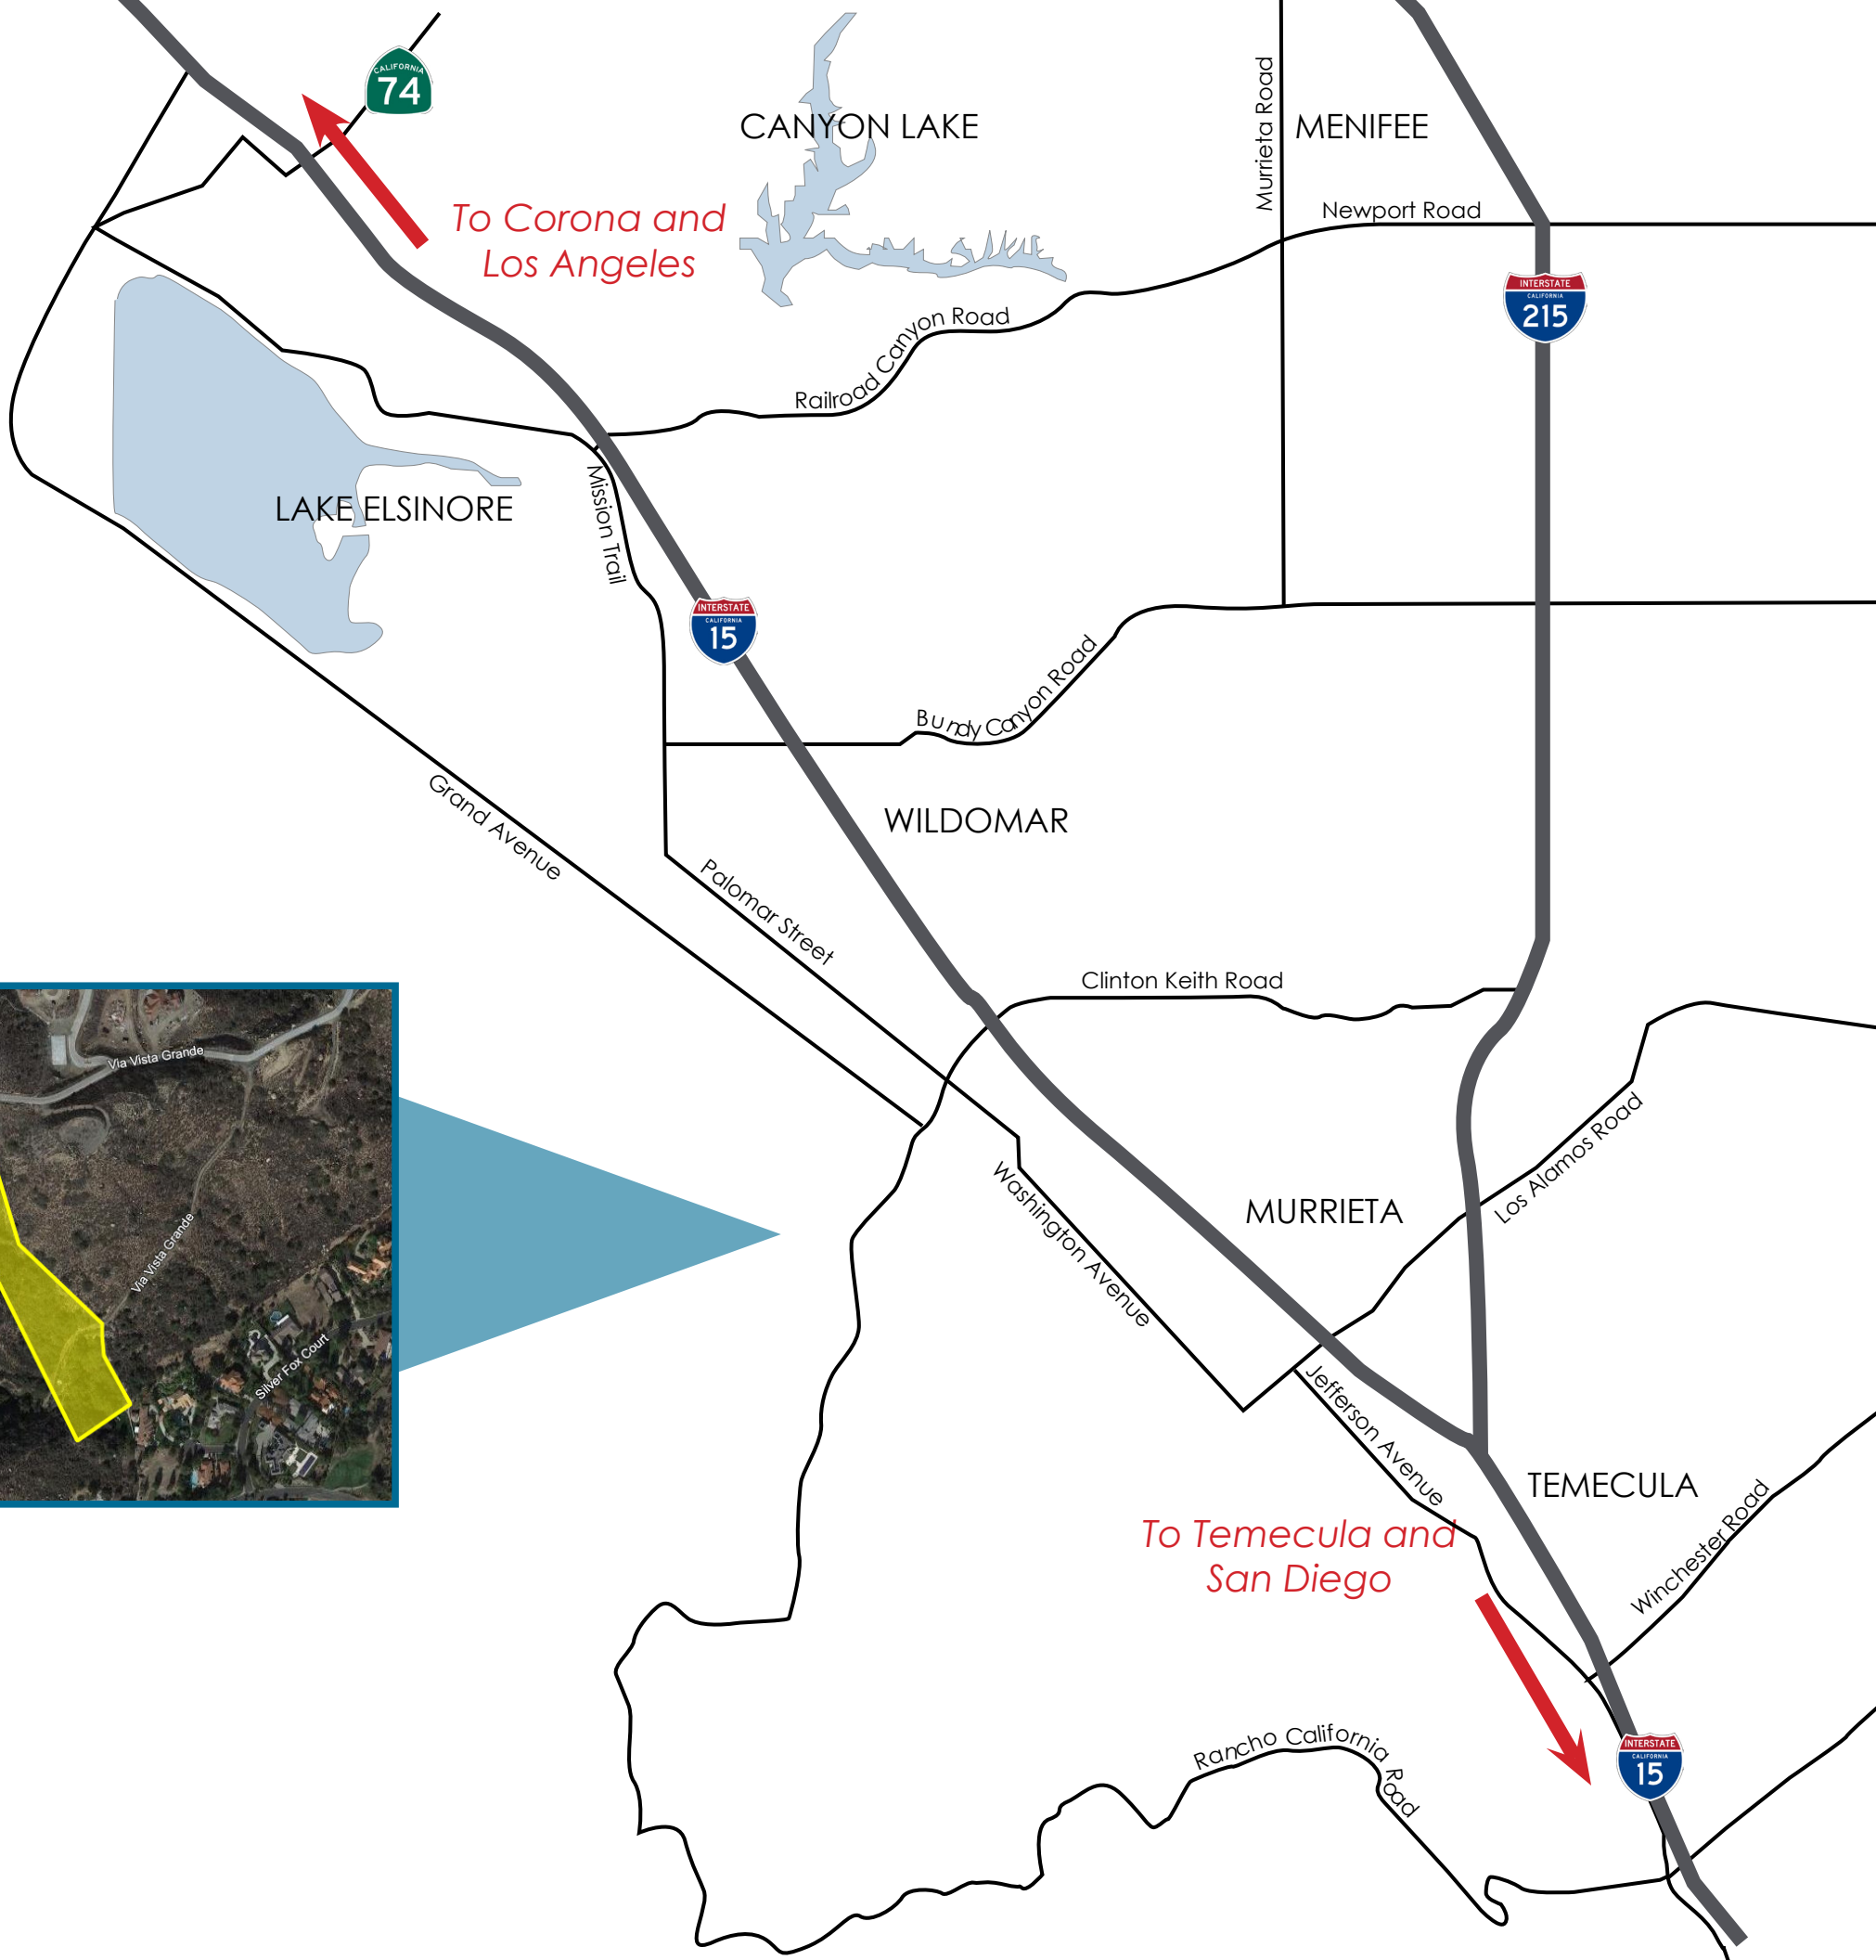 CALIFORNIA
74
CANYON LAKE
Murrieta Road
MENIFEE
To Corona and
Los Angeles
Newport Road
INTERSTATE
CALIFORNIA
215
Railroad Canyon Road
LAKE ELSINORE
Mission Trail
INTERSTATE
CALIFORNIA
15
Bundy Canyon Road
Grand Avenue
WILDOMAR
Palomar Street
Clinton Keith Road
Via Vista Grande
Los Alamos Road
Washington Avenue
MURRIETA
Via Vista Grande
Silver Fox Court
Jefferson Avenue
TEMECULA
Winchester Road
To Temecula and
San Diego
Rancho California Road
INTERSTATE
CALIFORNIA
15